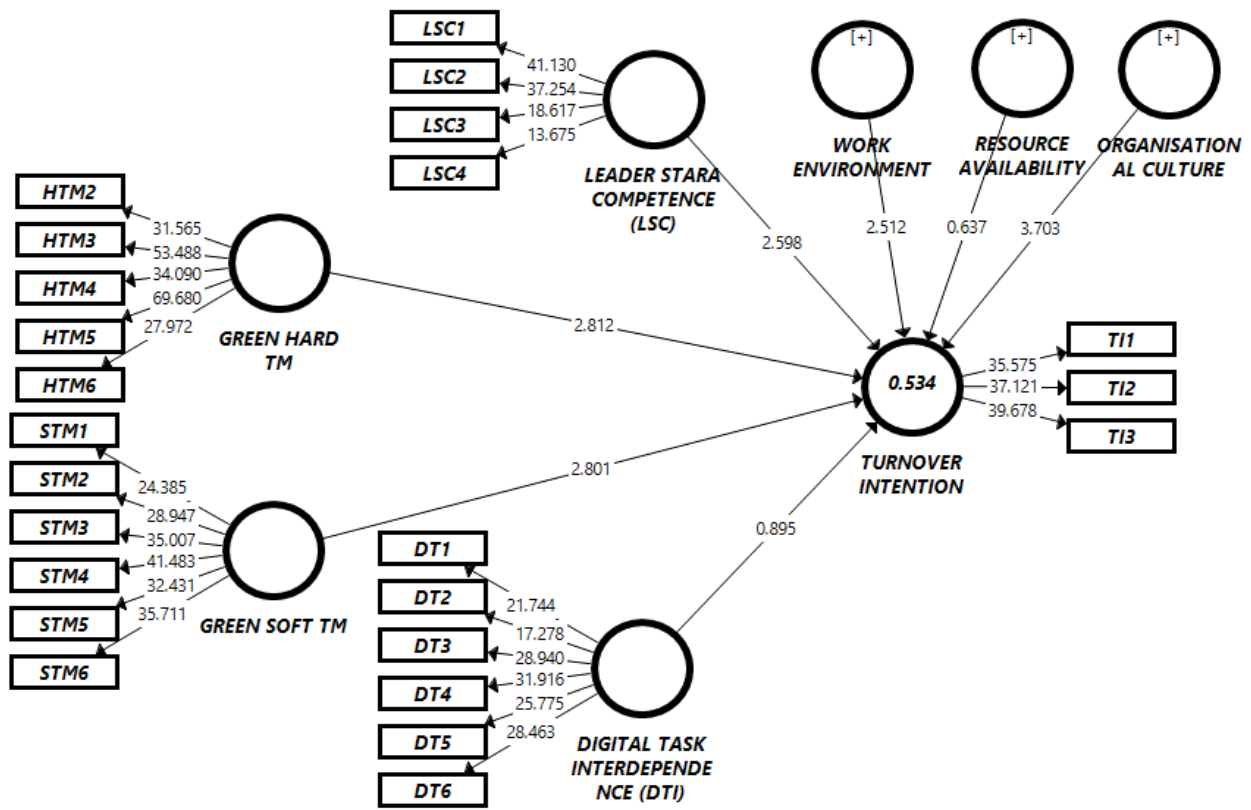 LSC1
LSC2
LSC3
LSC4
41.130
37.254
18.617
13.675
LEADER STARA
COMPETENCE
(LSC)
[+]
WORK
ENVIRONMENT
[+]
RESOURCE
AVAILABILITY
[+]
ORGANISATION
AL CULTURE
2.598
2.512
0.637
3.703
HTM2
HTM3
HTM4
HTM5
HTM6
31.565
53.488
34.090
69.680
27.972
GREEN HARD
TM
2.812
0.534
TURNOVER
INTENTION
35.575
37.121
39.678
TI1
TI2
TI3
STM1
STM2
STM3
STM4
STM5
STM6
24.385
28.947
35.007
41.483
32.431
35.711
GREEN SOFT TM
2.801
0.895
DT1
DT2
DT3
DT4
DT5
DT6
21.744
17.278
28.940
31.916
25.775
28.463
DIGITAL TASK
INTERDEPENDE
NCE (DTI)